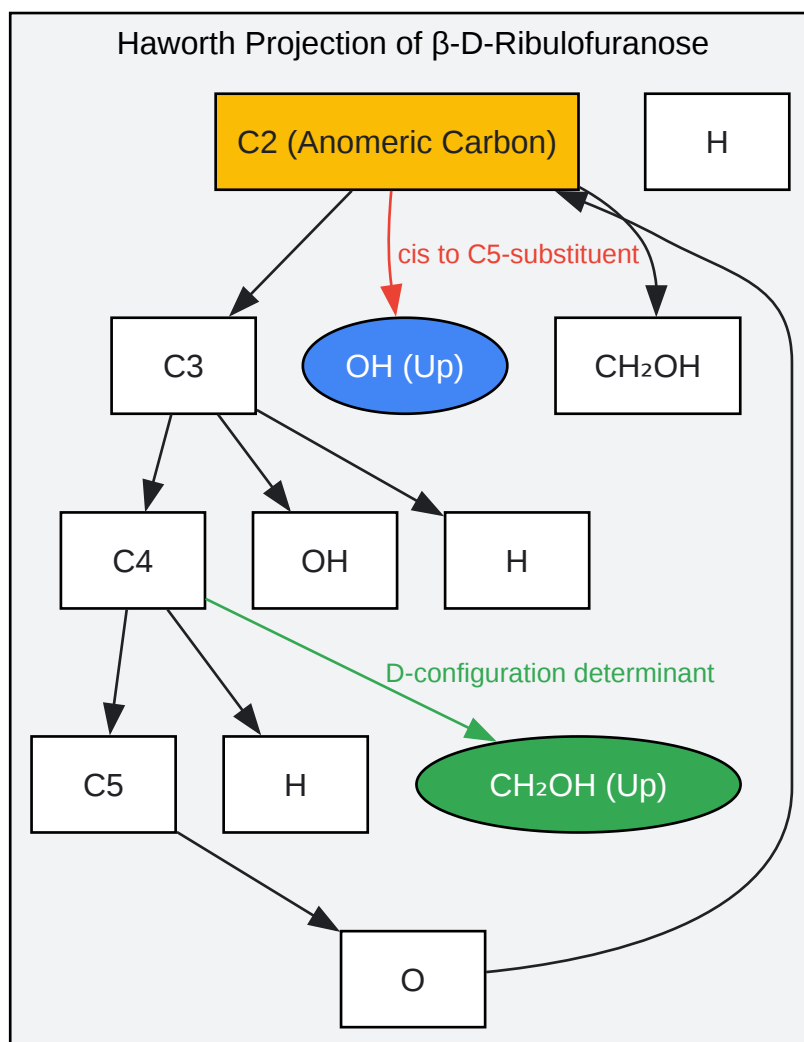 Haworth Projection of β-D-Ribulofuranose
C2 (Anomeric Carbon)
H
cis to C5-substituent
C3
OH (Up)
CH₂OH
C4
OH
H
D-configuration determinant
C5
H
CH₂OH (Up)
O